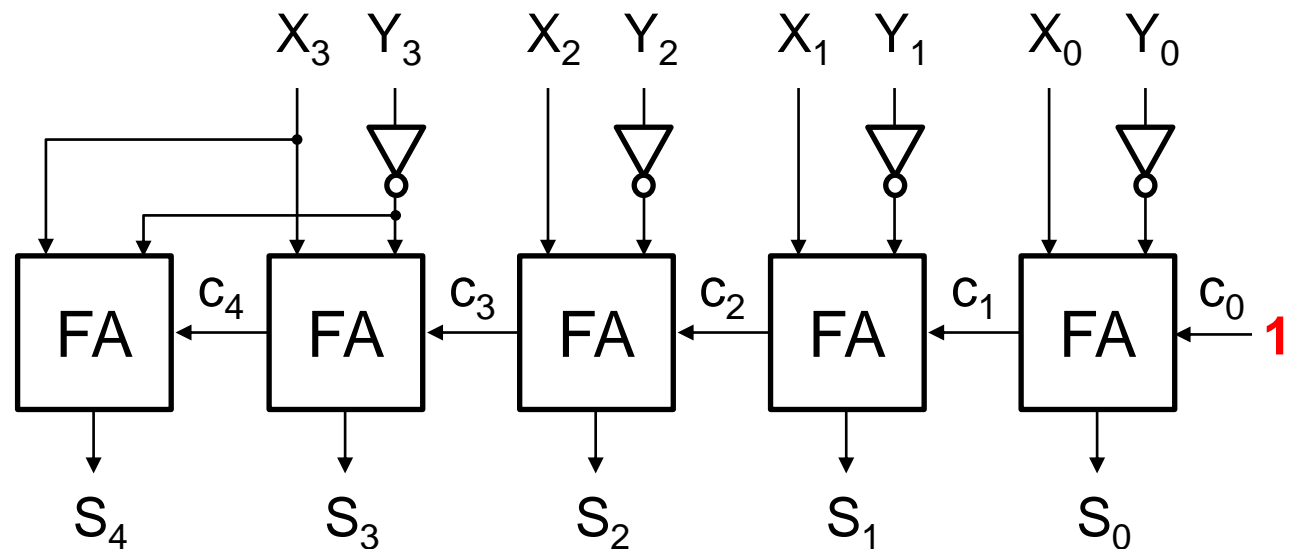 X3 Y3 X2 Y2 X1 Y1 X0 Y0
FA c4 FA c3 FA c2 FA c1 FA c0 1
S4 S3 S2 S1 S0